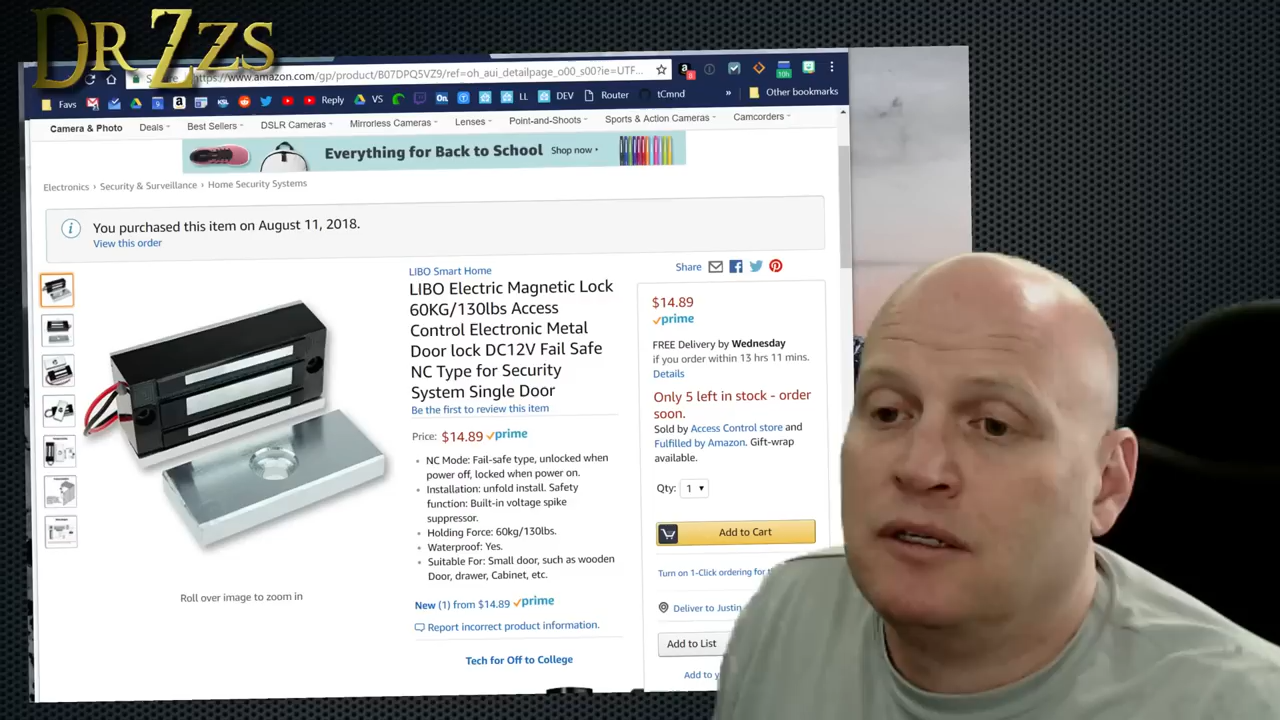 DR ZZS
https://www.amazon.com/gp/product/B07DPQ5VZ9/ref=oh_aui_detailpage_o00_s00?ie=UTF...
8
10h
Favs
Reply
VS
LL
DEV
Router
tCmnd
»
Other bookmarks
Camera & Photo
Deals
Best Sellers
DSLR Cameras
Mirrorless Cameras
Lenses
Point-and-Shoots
Sports & Action Cameras
Camcorders
Everything for Back to School Shop now
Electronics › Security & Surveillance › Home Security Systems
You purchased this item on August 11, 2018.
View this order
LIBO Smart Home
LIBO Electric Magnetic Lock
60KG/130lbs Access
Control Electronic Metal
Door lock DC12V Fail Safe
NC Type for Security
System Single Door
Be the first to review this item
Price: $14.89 prime
• NC Mode: Fail-safe type, unlocked when
power off, locked when power on.
• Installation: unfold install. Safety
function: Built-in voltage spike
suppressor.
• Holding Force: 60kg/130lbs.
• Waterproof: Yes.
• Suitable For: Small door, such as wooden
Door, drawer, Cabinet, etc.
New (1) from $14.89 prime
Report incorrect product information.
Tech for Off to College
Roll over image to zoom in
Share
$14.89
prime
FREE Delivery by Wednesday
if you order within 13 hrs 11 mins.
Details
Only 5 left in stock - order
soon.
Sold by Access Control store and
Fulfilled by Amazon. Gift-wrap
available.
Qty: 1
Add to Cart
Turn on 1-Click ordering for
Deliver to Justin
Add to List
Add to